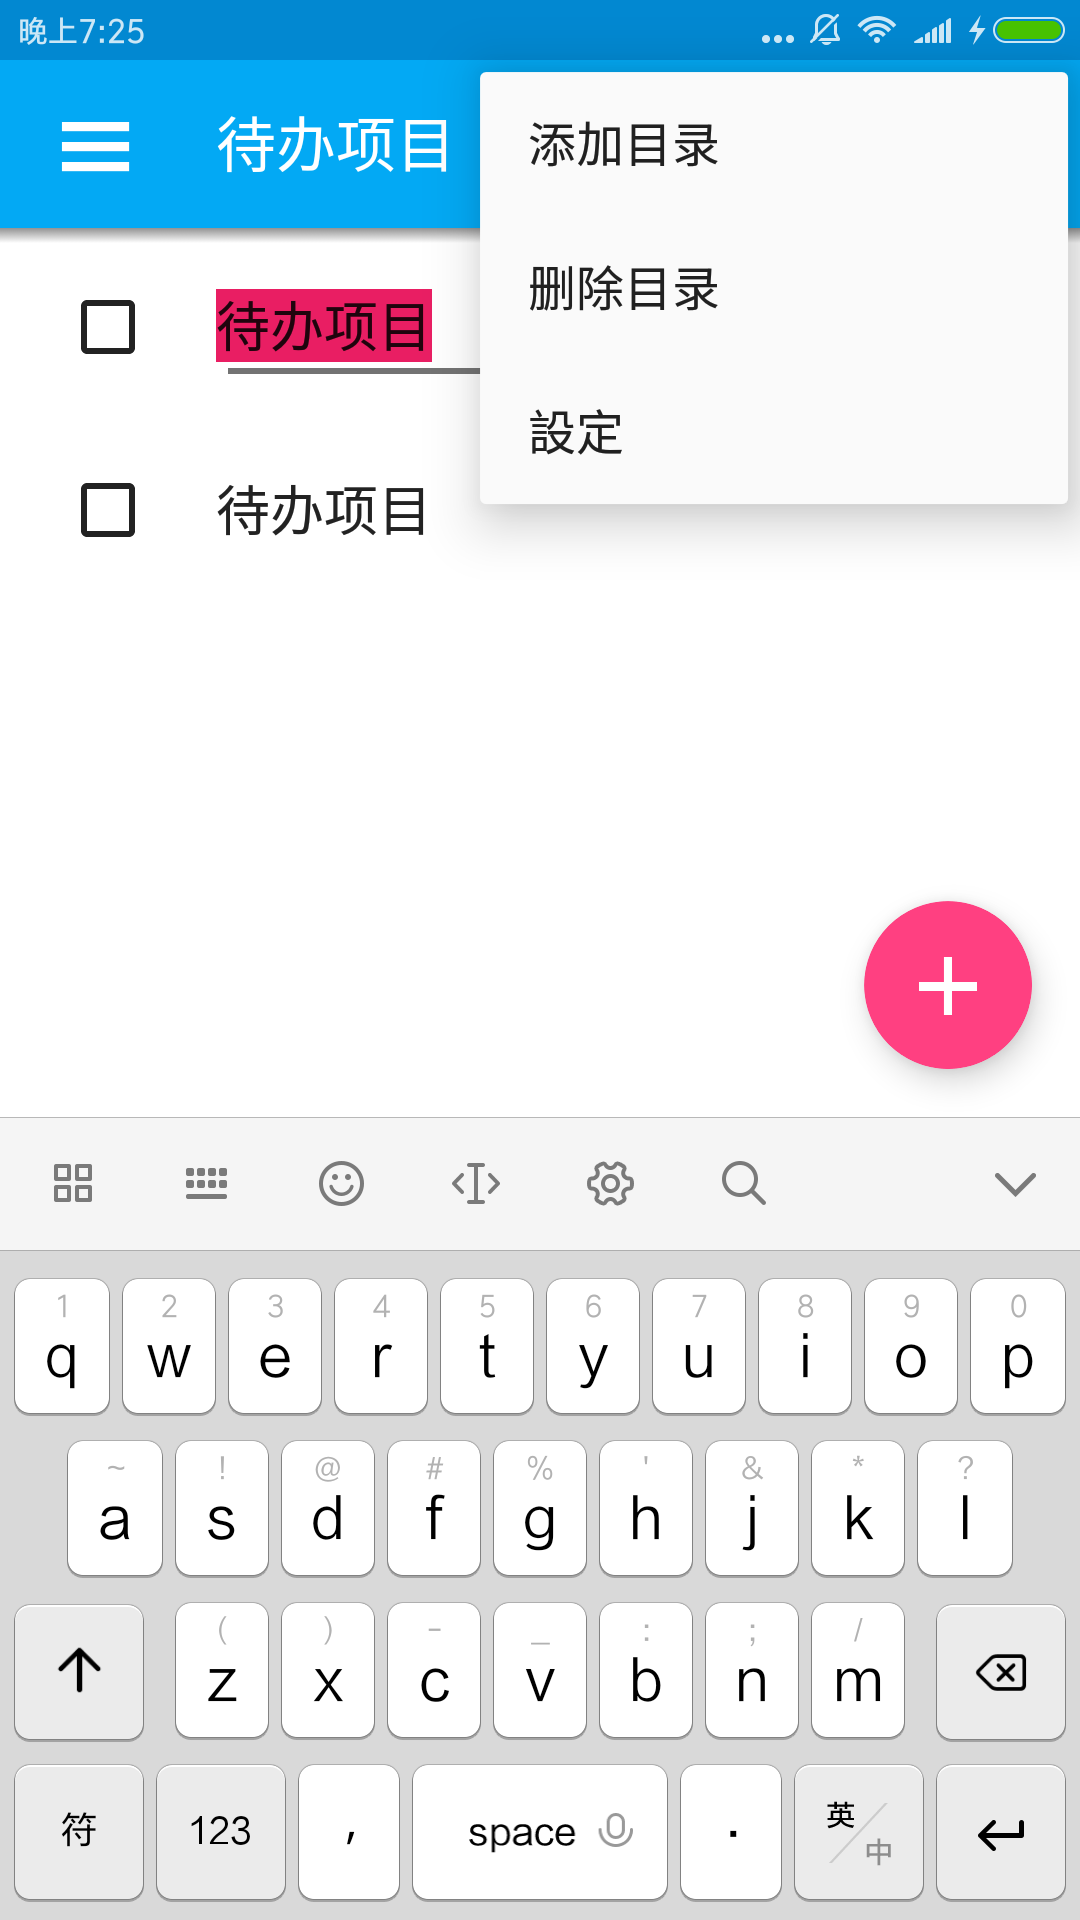 晚上7:25
待办项目
添加目录
删除目录
設定
待办项目
待办项目
1 2 3 4 5 6 7 8 9 0
q w e r t y u i o p
~ ! @ # % ' & * ?
a s d f g h j k l
( ) - _ : ; /
z x c v b n m
符 123 , space . 英/中